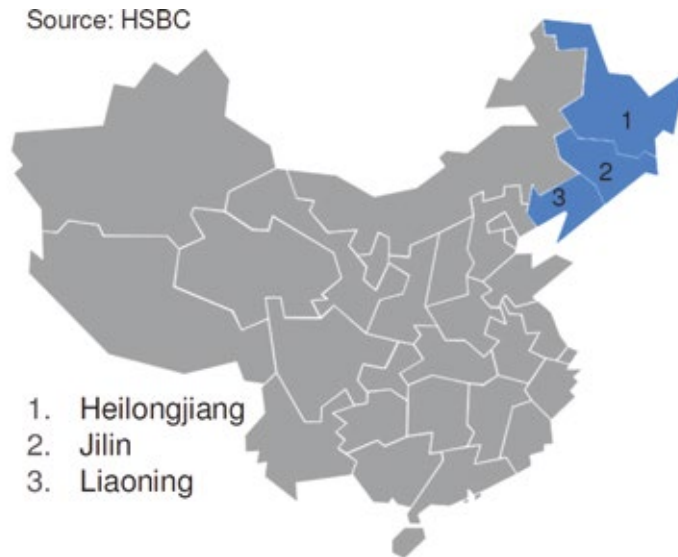 Source: HSBC
1
2
3
1. Heilongjiang
2. Jilin
3. Liaoning